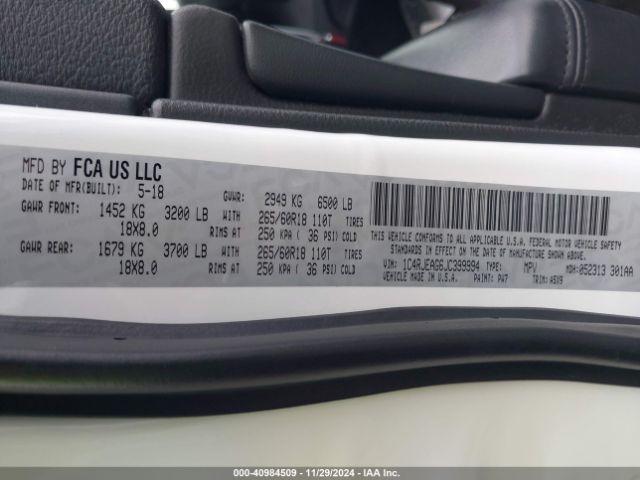 MFD BY FCA US LLC
DATE OF MFR(BUILT): 5-18 GVWR: 2949 KG 6500 LB
GAWR FRONT: 1452 KG 3200 LB WITH 265/60R18 110T TIRES
18X8.0 RIMS AT 250 KPA ( 36 PSI) COLD
GAWR REAR: 1679 KG 3700 LB WITH 265/60R18 110T TIRES
18X8.0 RIMS AT 250 KPA ( 36 PSI) COLD
THIS VEHICLE CONFORMS TO ALL APPLICABLE U.S.A. FEDERAL MOTOR VEHICLE SAFETY
STANDARDS IN EFFECT ON THE DATE OF MANUFACTURE SHOWN ABOVE.
VIN: 1C4RJEAG6JC399994 TYPE: MPV MDH: 052313 301AA
MADE IN U.S.A. PAINT: PW7 TRIM: A5X9
000-40984509 - 11/29/2024 - IAA Inc.